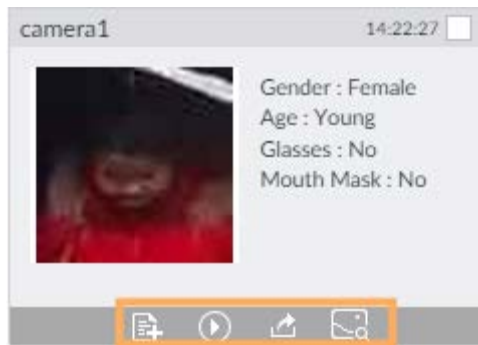 camera1 14:22:27
Gender : Female
Age : Young
Glasses : No
Mouth Mask : No